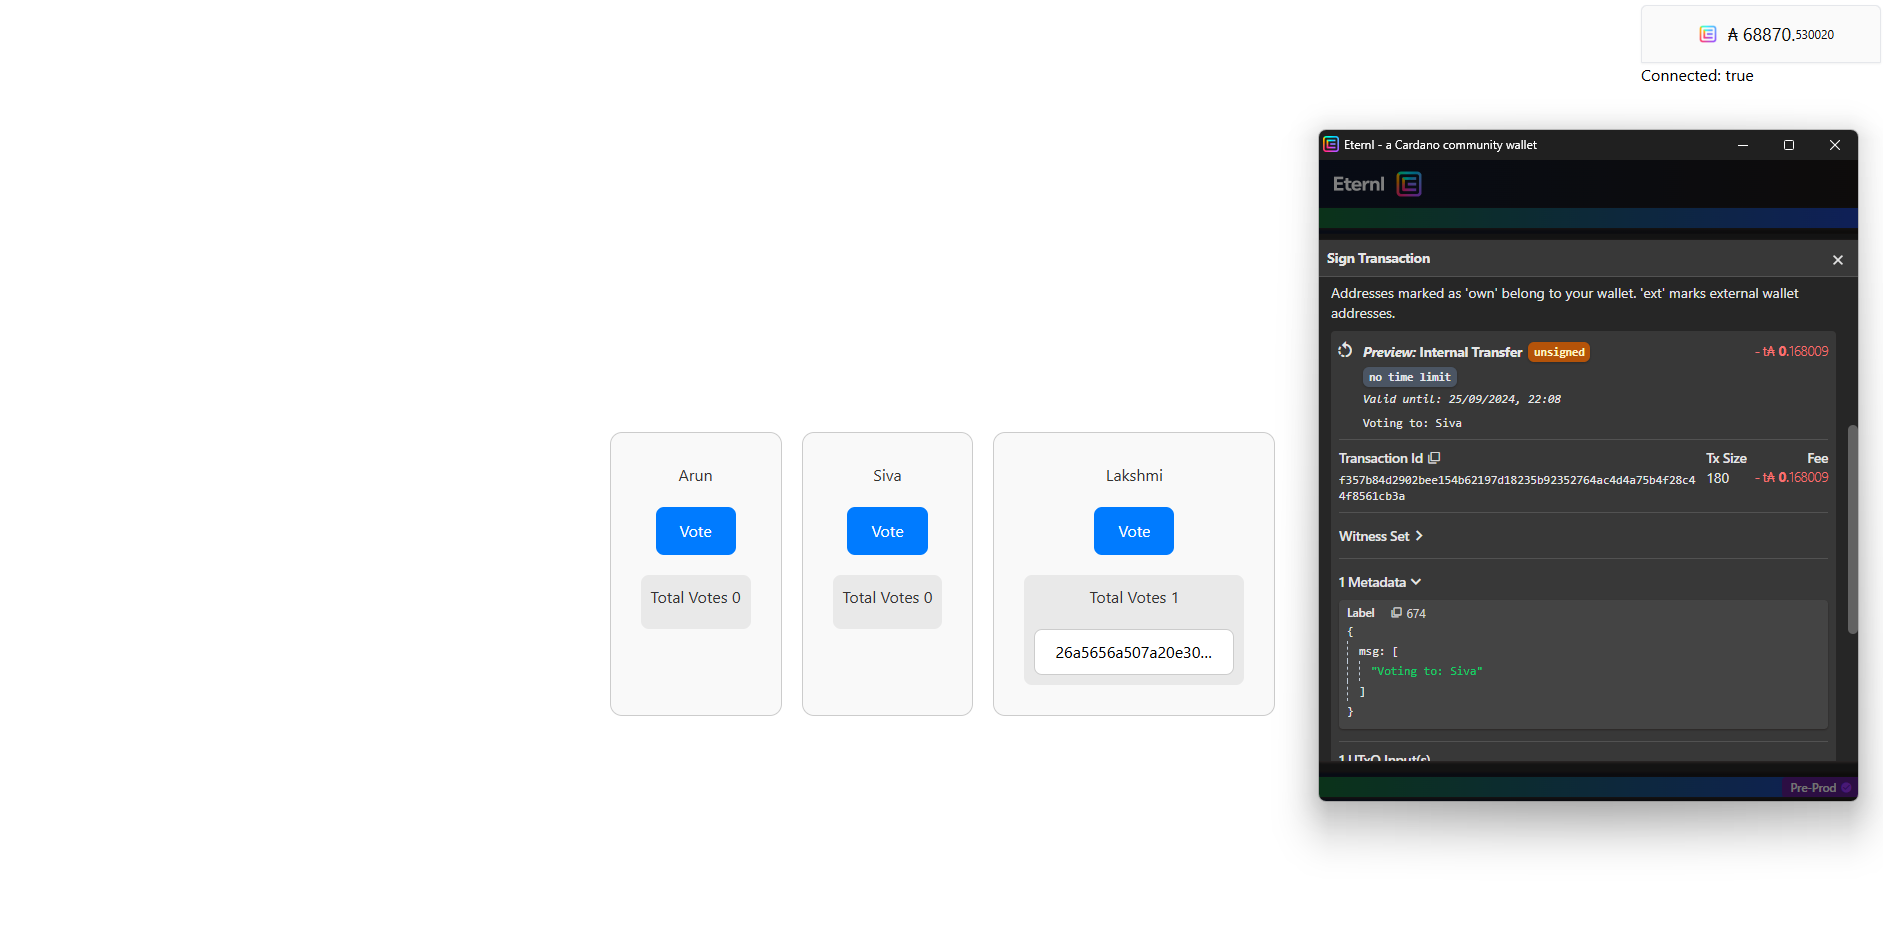 ₳ 68870.530020
Connected: true
Eternl - a Cardano community wallet
Eternl
Sign Transaction
Addresses marked as 'own' belong to your wallet. 'ext' marks external wallet
addresses.
Preview: Internal Transfer unsigned - t₳ 0.168009
no time limit
Valid until: 25/09/2024, 22:08
Voting to: Siva
Transaction Id Tx Size Fee
f357b84d2902bee154b62197d18235b92352764ac4d4a75b4f28c4 180 - t₳ 0.168009
4f8561cb3a
Witness Set
1 Metadata
Label 674
{
msg: [
"Voting to: Siva"
]
}
1 UTxO Input(s)
Pre-Prod
Arun
Vote
Total Votes 0
Siva
Vote
Total Votes 0
Lakshmi
Vote
Total Votes 1
26a5656a507a20e30...